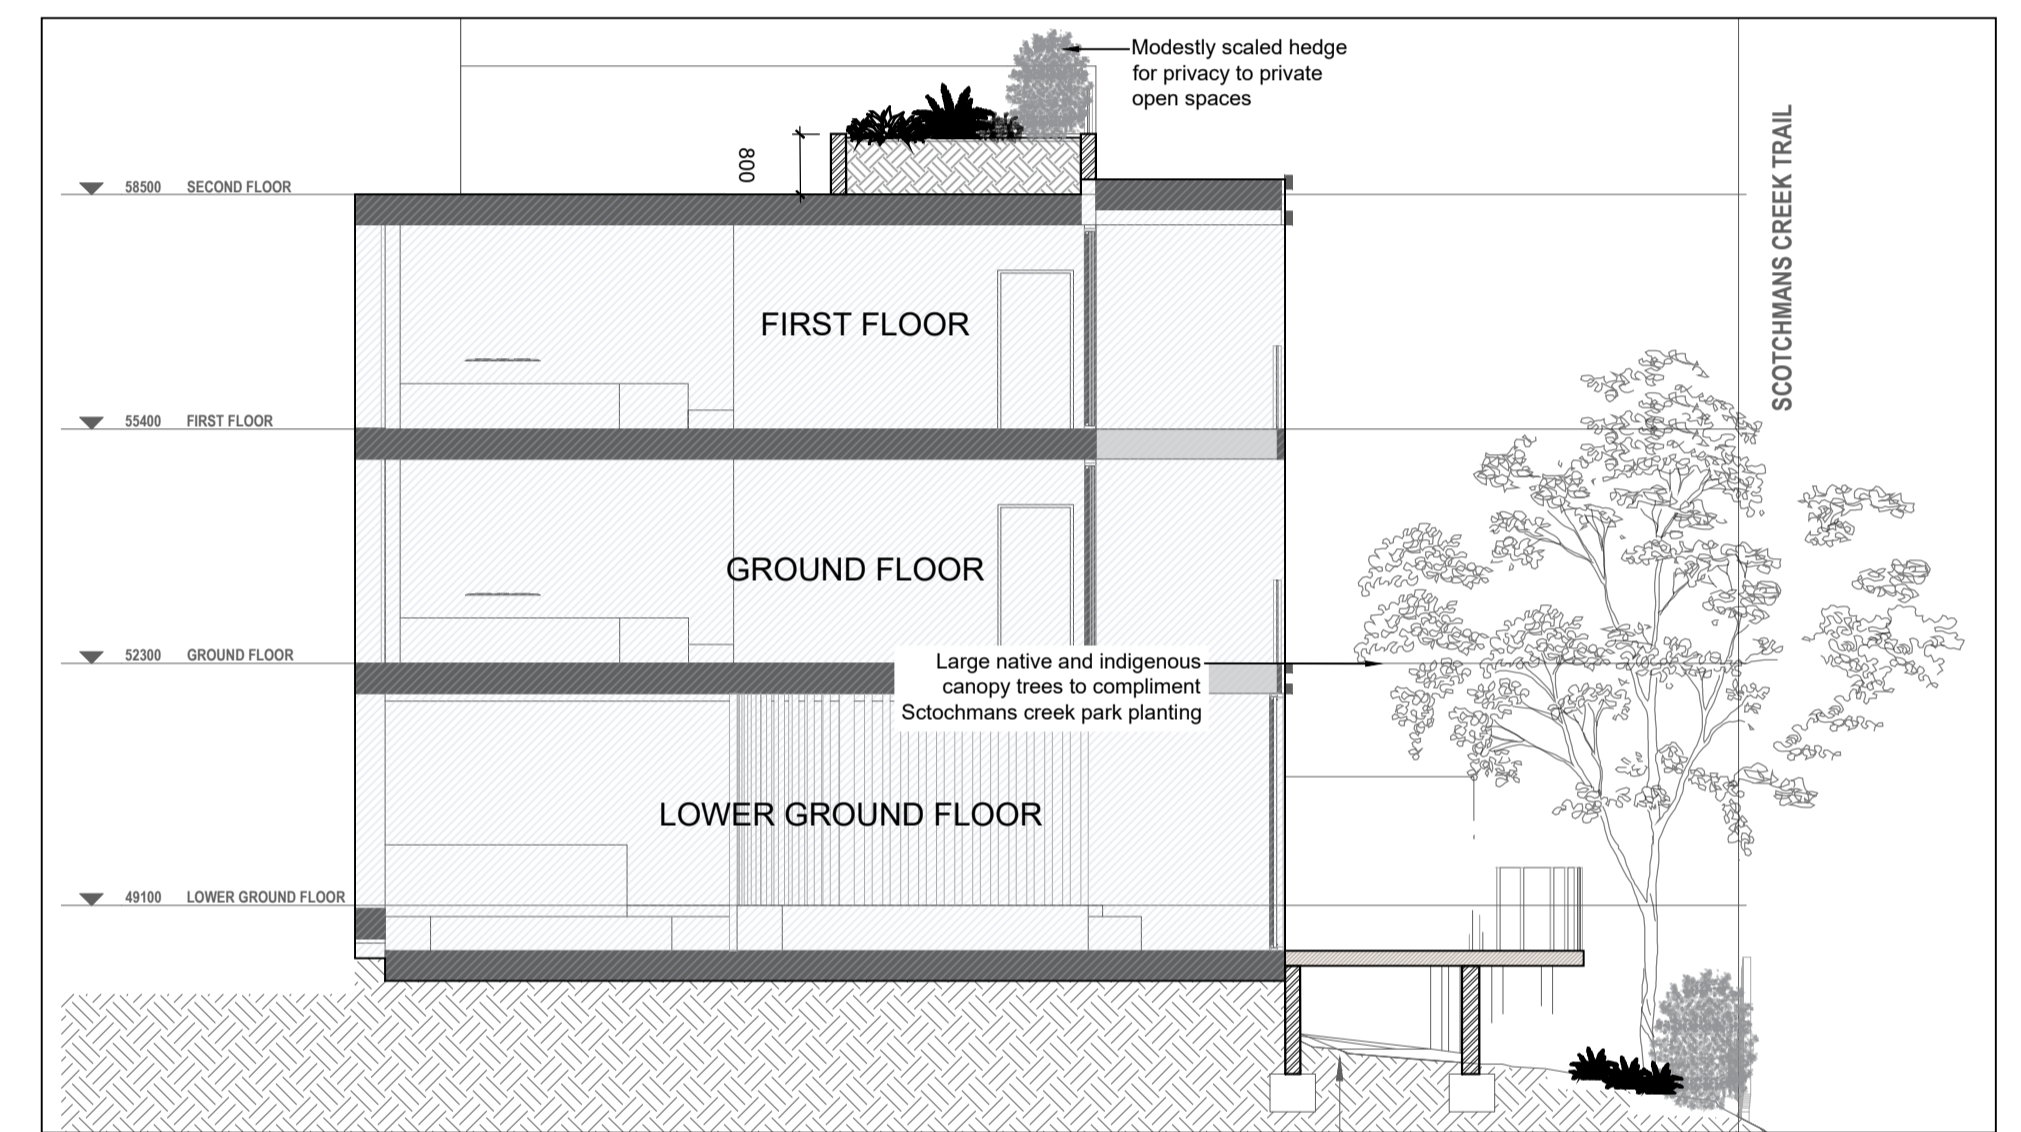 Modestly scaled hedge
for privacy to private
open spaces
800
58500 SECOND FLOOR
SCOTCHMANS CREEK TRAIL
FIRST FLOOR
55400 FIRST FLOOR
GROUND FLOOR
52300 GROUND FLOOR
Large native and indigenous
canopy trees to compliment
Sctochmans creek park planting
LOWER GROUND FLOOR
49100 LOWER GROUND FLOOR